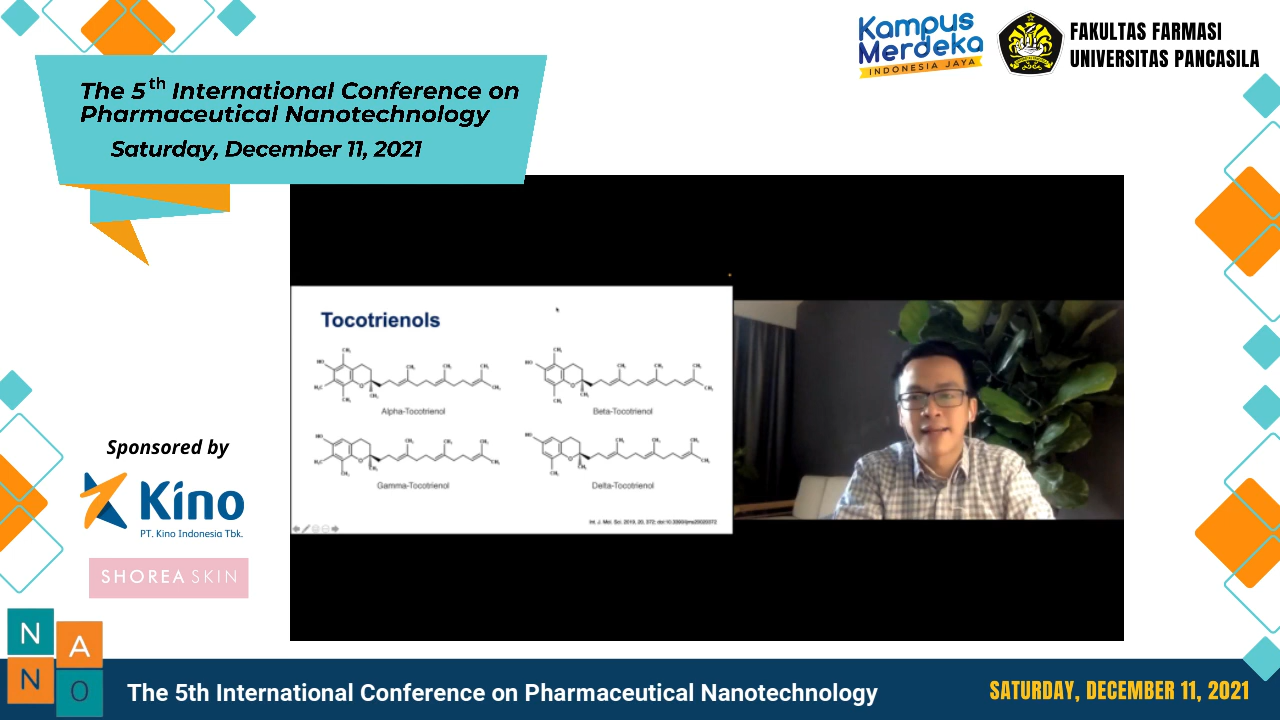 Kampus
Merdeka
INDONESIA JAYA
FAKULTAS FARMASI
UNIVERSITAS PANCASILA
The 5th International Conference on
Pharmaceutical Nanotechnology
Saturday, December 11, 2021
Tocotrienols
Alpha-Tocotrienol
Beta-Tocotrienol
Gamma-Tocotrienol
Delta-Tocotrienol
Sponsored by
Kino
PT. Kino Indonesia Tbk.
SHOREA SKIN
N
A
N
O
The 5th International Conference on Pharmaceutical Nanotechnology
SATURDAY, DECEMBER 11, 2021